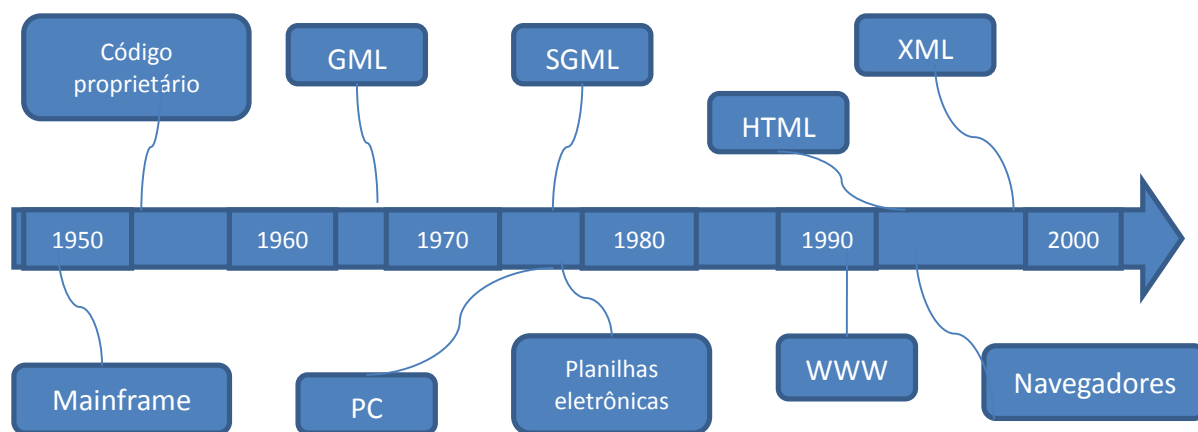 Código
proprietário
GML
SGML
XML
HTML
1950
1960
1970
1980
1990
2000
Mainframe
PC
Planilhas
eletrônicas
WWW
Navegadores